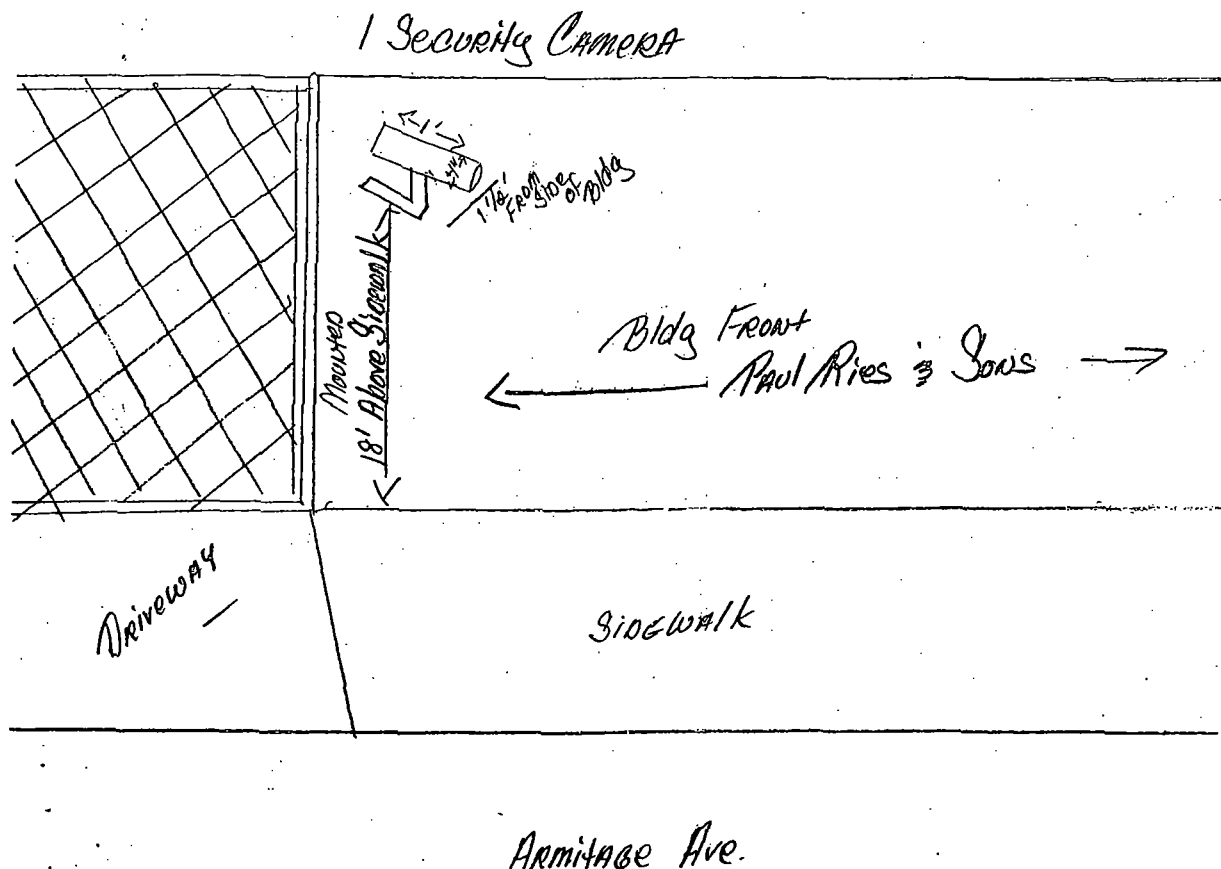 1 Security Camera
1'
1 1/2'
From
Side
of
Bldg
Mounted
18' Above Sidewalk
Bldg Front
Paul Ries & Sons
Driveway
Sidewalk
Armitage Ave.